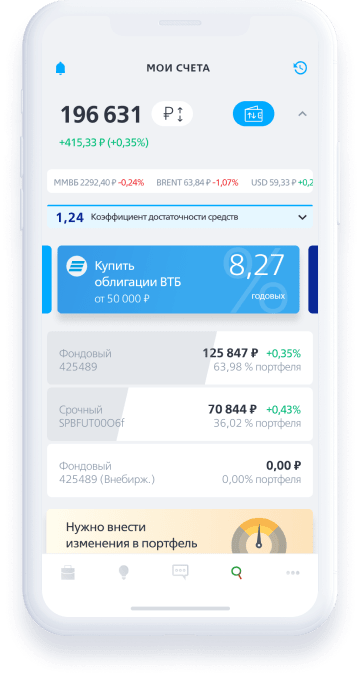 МОИ СЧЕТА
196 631 ₽
+415,33 ₽ (+0,35%)
ММВБ 2292,40 ₽ -0,24% BRENT 63,84 ₽ -1,07% USD 59,33 ₽ +0,2
1,24 Коэффициент достаточности средств
Купить
облигации ВТБ
от 50 000 ₽
8,27
%
годовых
Фондовый 125 847 ₽ +0,35%
425489 63,98 % портфеля
Срочный 70 844 ₽ +0,43%
SPBFUT00O6f 36,02 % портфеля
Фондовый 0,00 ₽
425489 (Внебирж.) 0,00% портфеля
Нужно внести
изменения в портфель